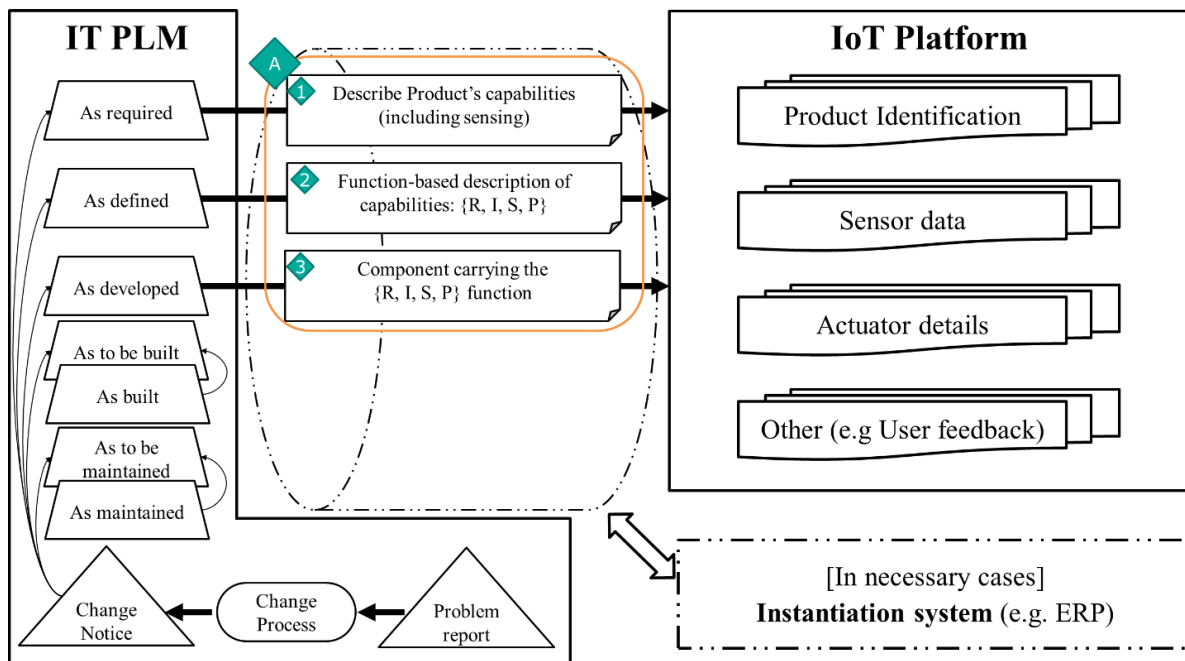 IT PLM
As required
As defined
As developed
As to be built
As built
As to be
maintained
As maintained
Change
Notice
Change
Process
Problem
report
A
1
Describe Product’s capabilities
(including sensing)
2
Function-based description of
capabilities: {R, I, S, P}
3
Component carrying the
{R, I, S, P} function
IoT Platform
Product Identification
Sensor data
Actuator details
Other (e.g User feedback)
[In necessary cases]
Instantiation system (e.g. ERP)